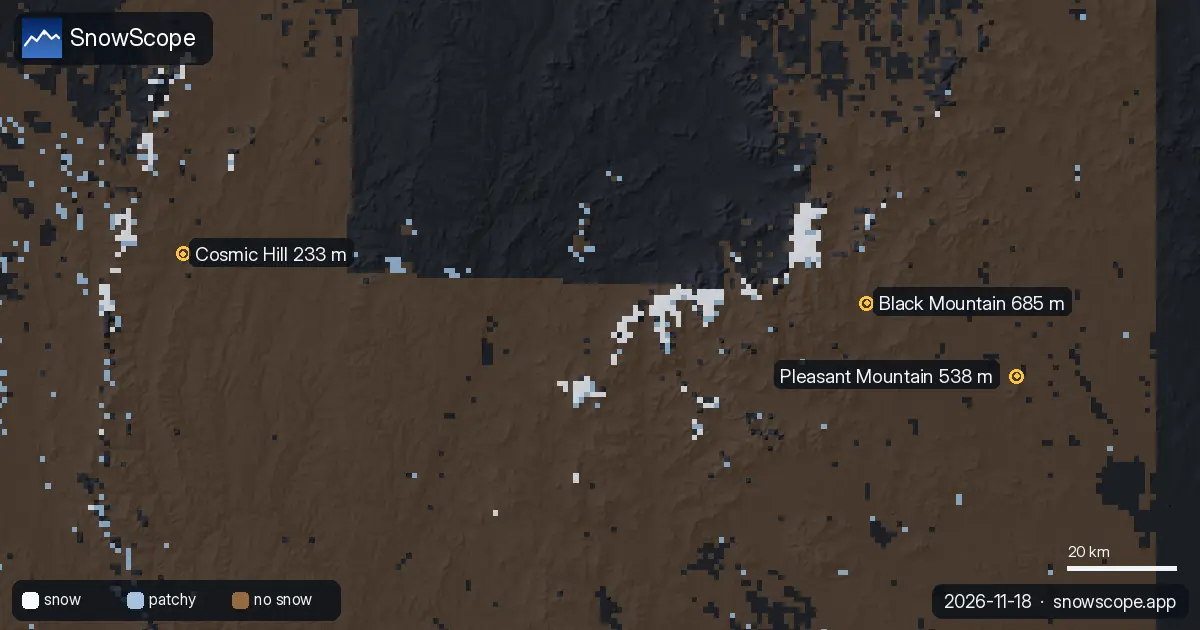 SnowScope
Cosmic Hill 233 m
Black Mountain 685 m
Pleasant Mountain 538 m
20 km
snow
patchy
no snow
2026-11-18 · snowscope.app